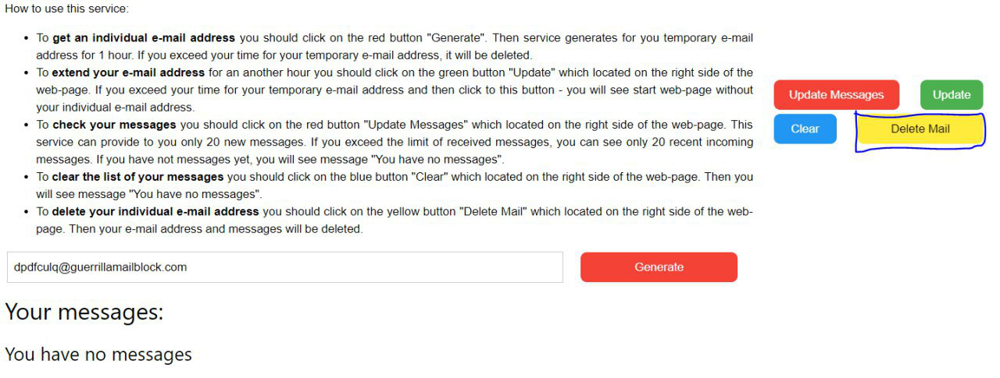 How to use this service:
• To get an individual e-mail address you should click on the red button "Generate". Then service generates for you temporary e-mail
address for 1 hour. If you exceed your time for your temporary e-mail address, it will be deleted.
• To extend your e-mail address for an another hour you should click on the green button "Update" which located on the right side of the
web-page. If you exceed your time for your temporary e-mail address and then click to this button - you will see start web-page without
your individual e-mail address.
• To check your messages you should click on the red button "Update Messages" which located on the right side of the web-page. This
service can provide to you only 20 new messages. If you exceed the limit of received messages, you can see only 20 recent incoming
messages. If you have not messages yet, you will see message "You have no messages".
• To clear the list of your messages you should click on the blue button "Clear" which located on the right side of the web-page. Then you
will see message "You have no messages".
• To delete your individual e-mail address you should click on the yellow button "Delete Mail" which located on the right side of the web-
page. Then your e-mail address and messages will be deleted.
Update Messages
Update
Clear
Delete Mail
dpdfculq@guerrillamailblock.com
Generate
Your messages:
You have no messages